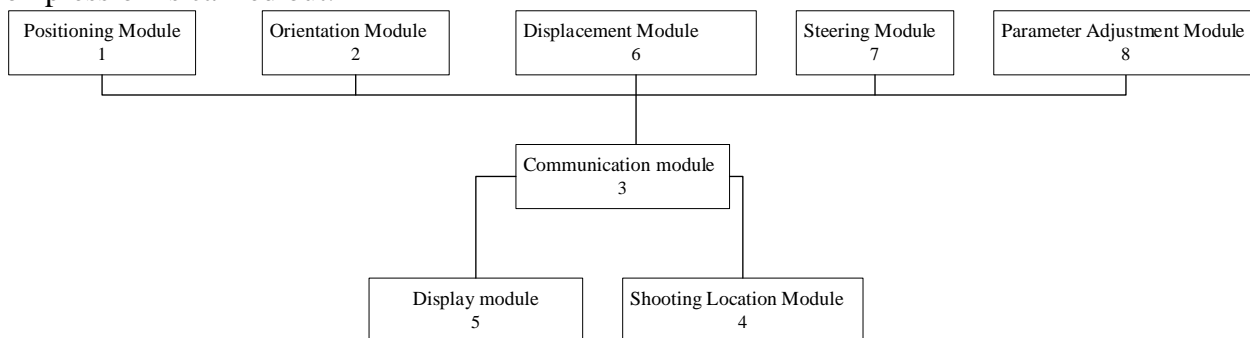 Positioning Module
1
Orientation Module
2
Displacement Module
6
Steering Module
7
Parameter Adjustment Module
8
Communication module
3
Display module
5
Shooting Location Module
4